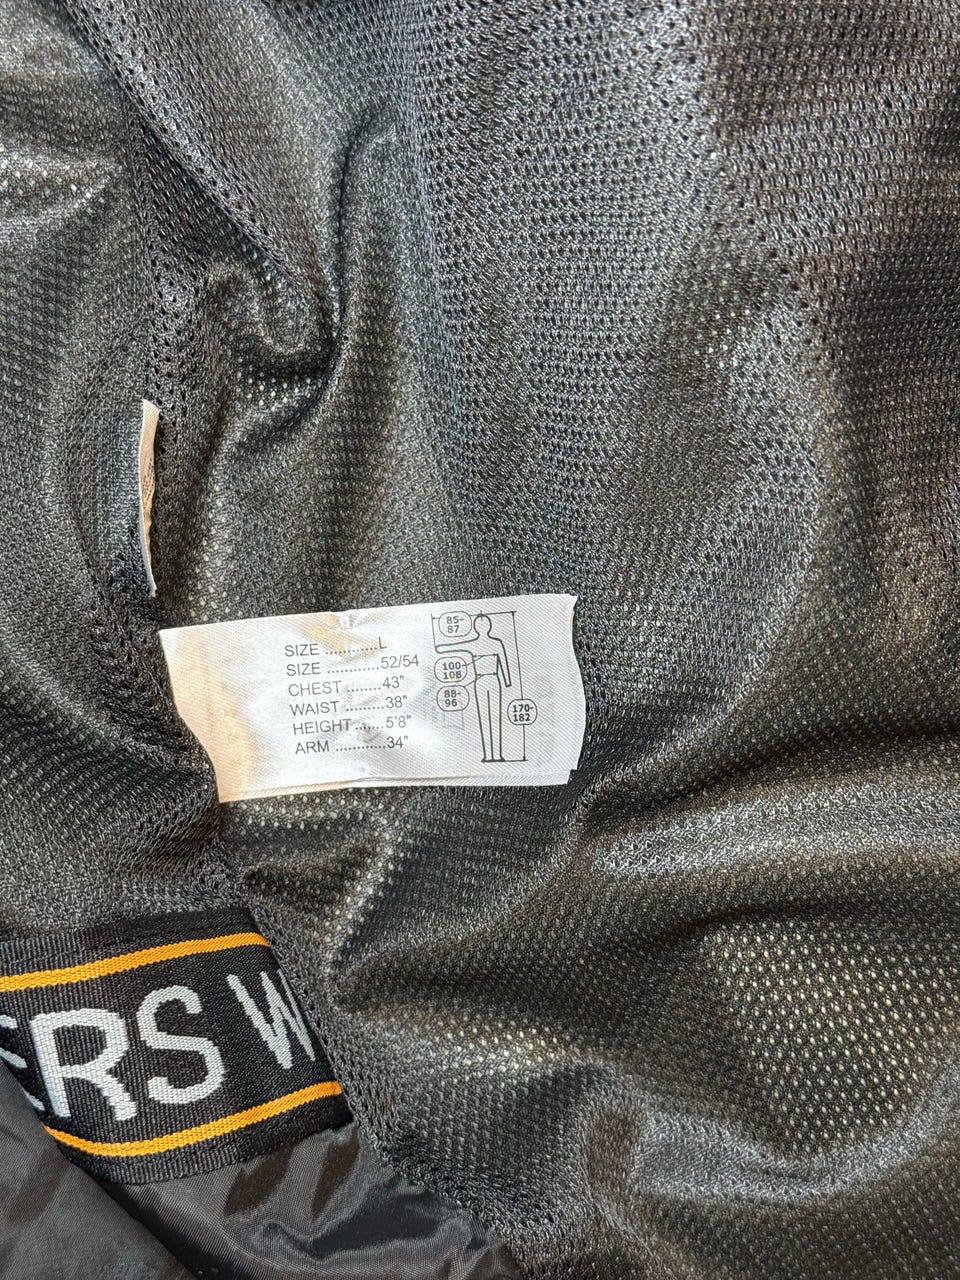 SIZE ............L
SIZE ............52/54
CHEST ........43"
WAIST .........38"
HEIGHT ......5'8"
ARM ............34"
85-
87
100-
108
88-
96
170-
182
ERS W